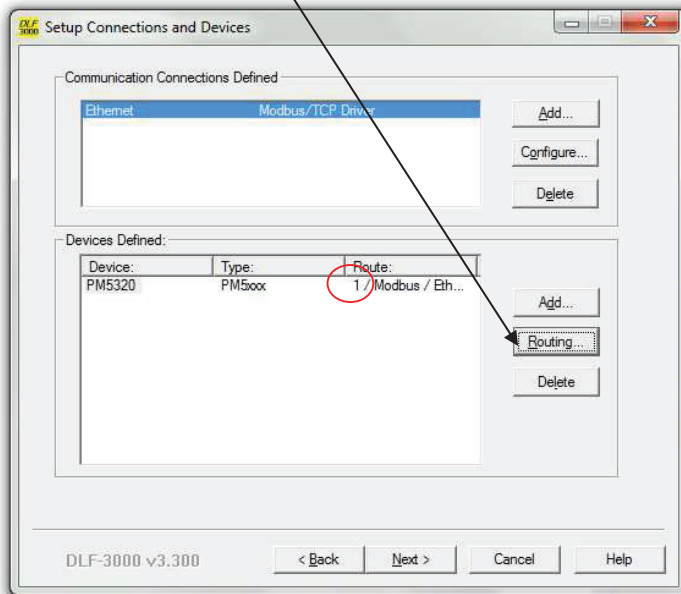 DLF 3000 Setup Connections and Devices
Communication Connections Defined
Ethernet Modbus/TCP Driver
Add...
Configure...
Delete
Devices Defined:
Device: Type: Route:
PM5320 PM5xxx 1 / Modbus / Eth...
Add...
Routing...
Delete
DLF-3000 v3.300 < Back Next > Cancel Help